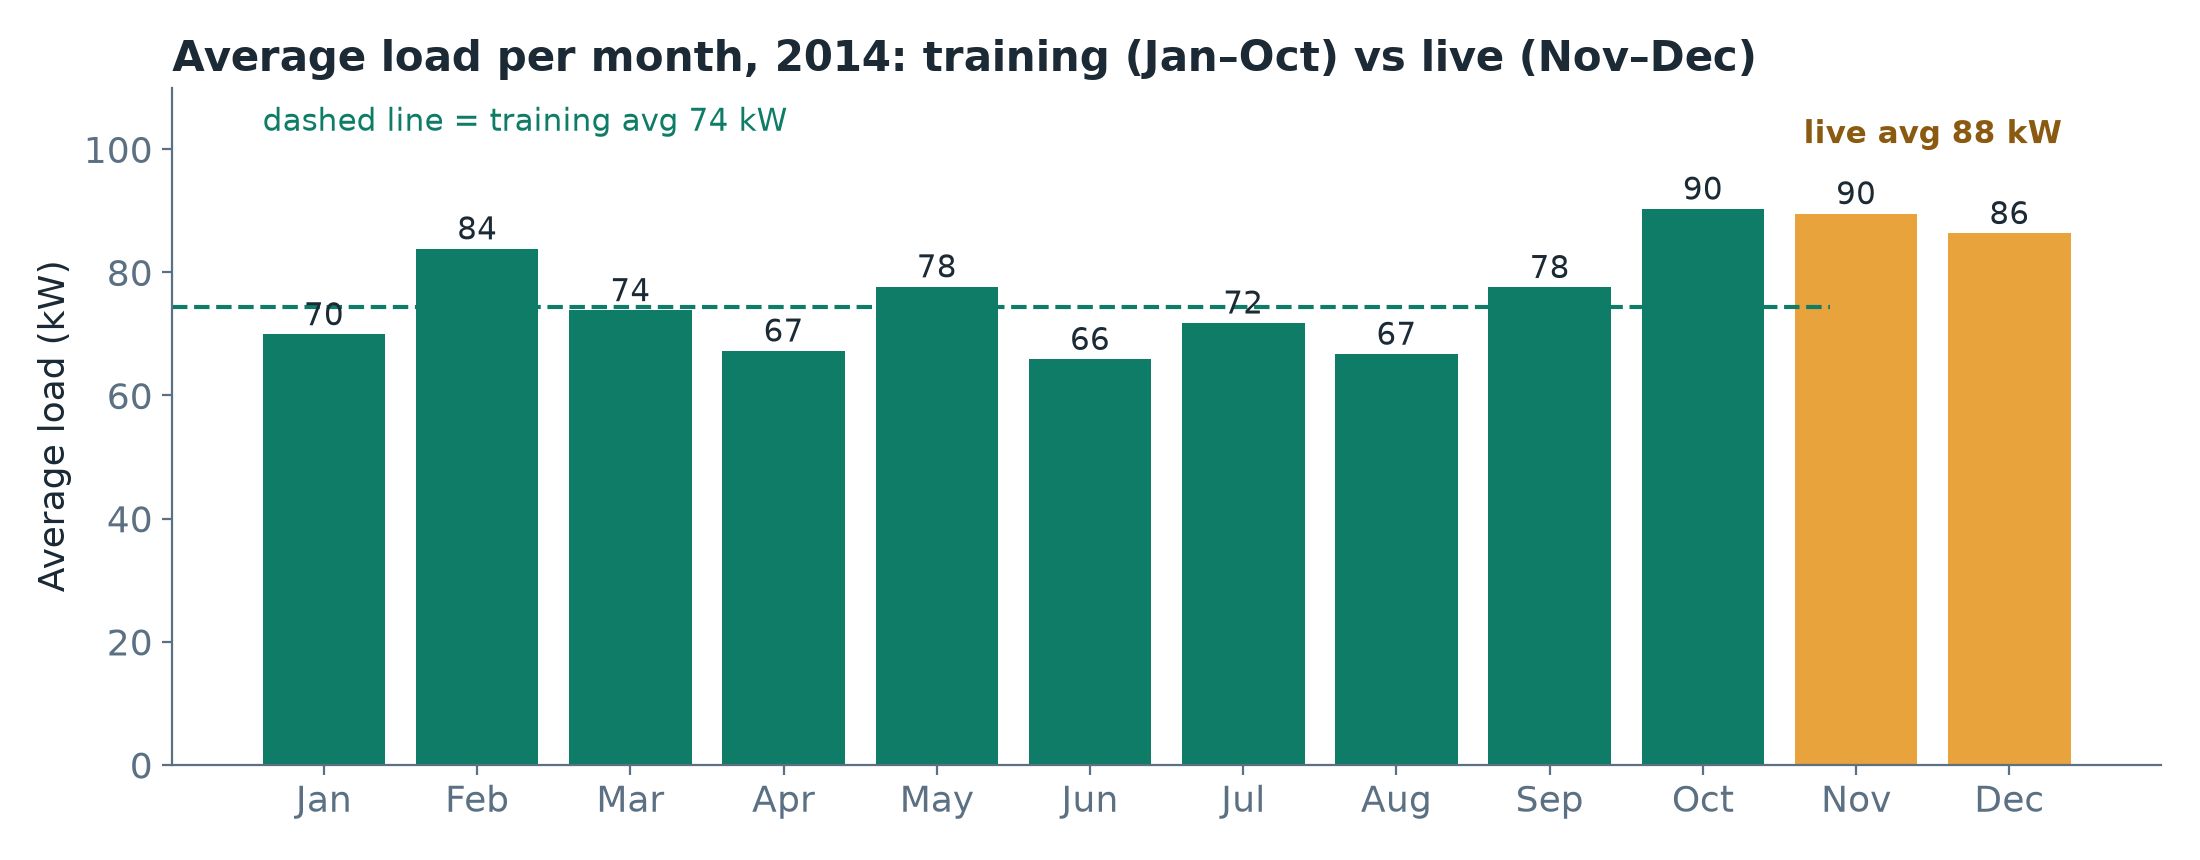 Average load per month, 2014: training (Jan–Oct) vs live (Nov–Dec)
dashed line = training avg 74 kW
live avg 88 kW
Average load (kW)
100
80
60
40
20
0
70
84
74
67
78
66
72
67
78
90
90
86
Jan
Feb
Mar
Apr
May
Jun
Jul
Aug
Sep
Oct
Nov
Dec